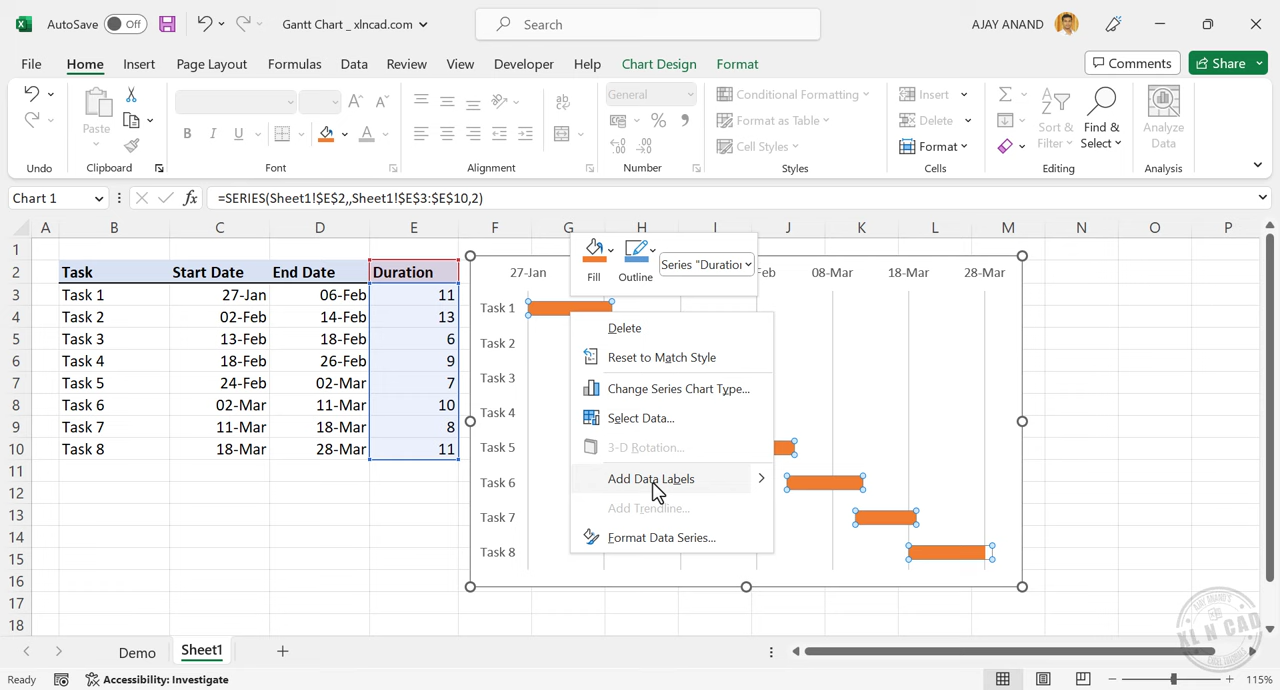 AutoSave Off Gantt Chart _ xlncad.com Search AJAY ANAND
File Home Insert Page Layout Formulas Data Review View Developer Help Chart Design Format Comments Share
Paste
B I U
General
% ,
Conditional Formatting
Format as Table
Cell Styles
Insert
Delete
Format
Sort &
Filter
Find &
Select
Analyze
Data
Undo Clipboard Font Alignment Number Styles Cells Editing Analysis
Chart 1 fx =SERIES(Sheet1!$E$2,,Sheet1!$E$3:$E$10,2)
A B C D E F G H I J K L M N O P
1
2 Task Start Date End Date Duration
3 Task 1 27-Jan 06-Feb 11
4 Task 2 02-Feb 14-Feb 13
5 Task 3 13-Feb 18-Feb 6
6 Task 4 18-Feb 26-Feb 9
7 Task 5 24-Feb 02-Mar 7
8 Task 6 02-Mar 11-Mar 10
9 Task 7 11-Mar 18-Mar 8
10 Task 8 18-Mar 28-Mar 11
11
12
13
14
15
16
17
18
Fill Outline Series "Duration
27-Jan Feb 08-Mar 18-Mar 28-Mar
Task 1
Task 2
Task 3
Task 4
Task 5
Task 6
Task 7
Task 8
Delete
Reset to Match Style
Change Series Chart Type...
Select Data...
3-D Rotation...
Add Data Labels
Add Trendline...
Format Data Series...
AJAY ANAND'S
XL N CAD
Demo Sheet1
Ready Accessibility: Investigate 115%